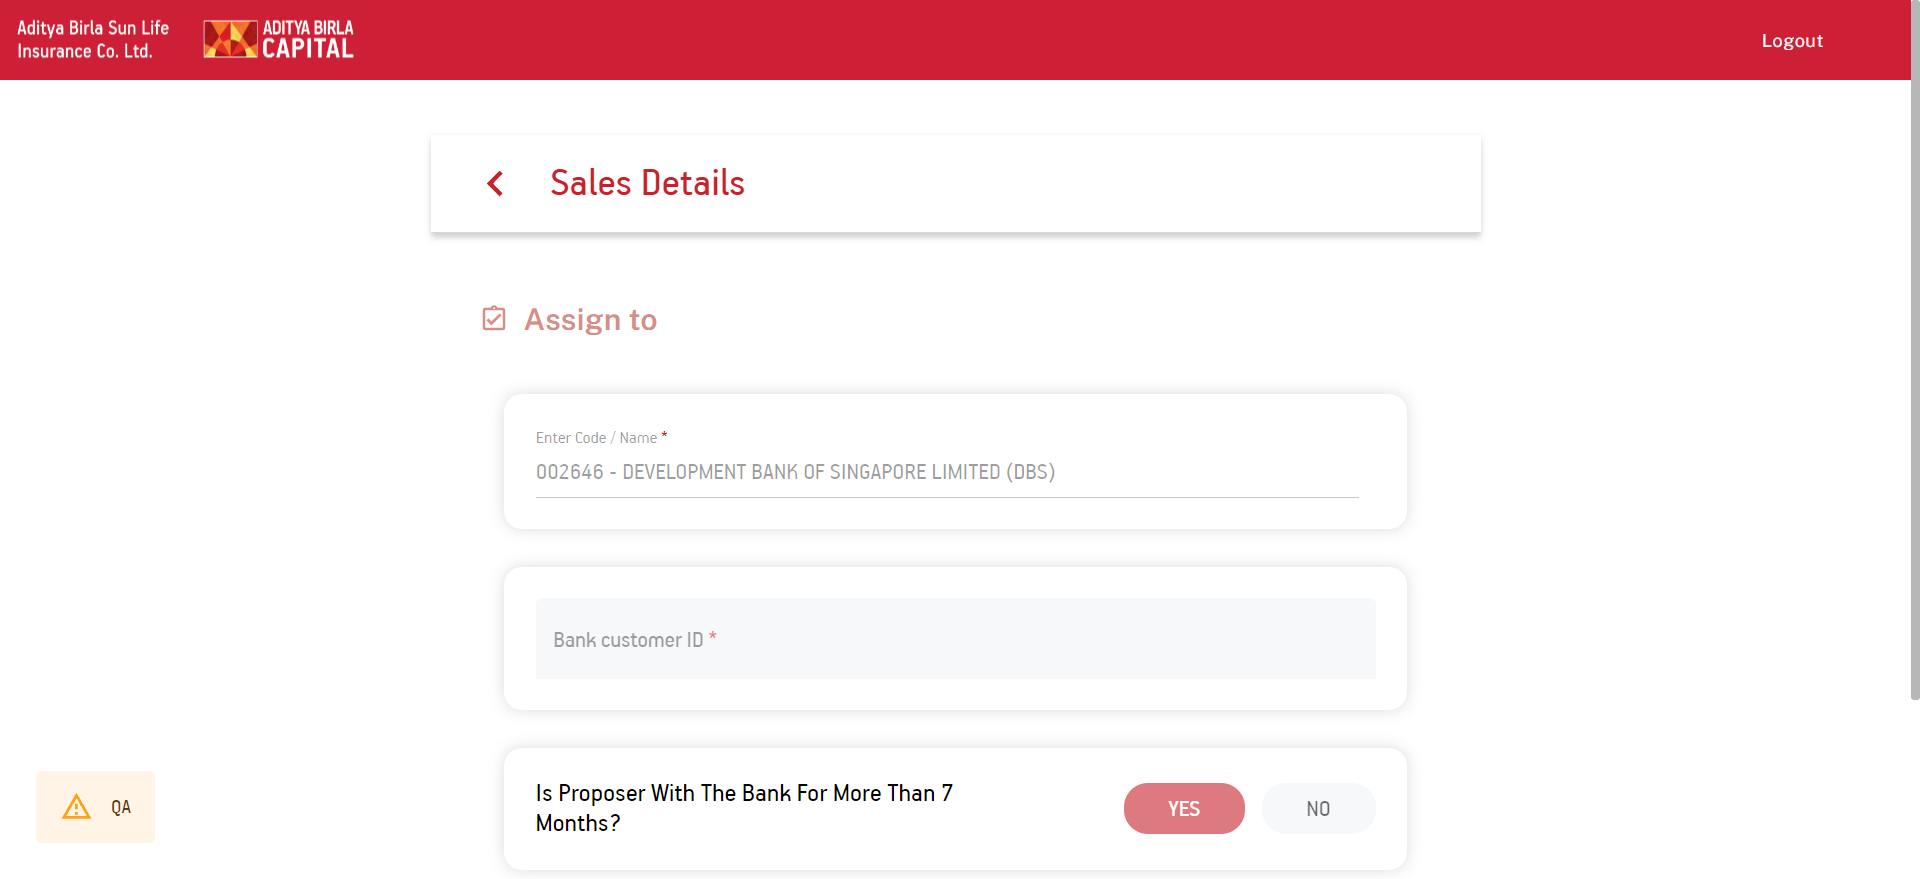 Aditya Birla Sun Life
Insurance Co. Ltd.
ADITYA BIRLA
CAPITAL
Logout
Sales Details
Assign to
Enter Code / Name *
002646 - DEVELOPMENT BANK OF SINGAPORE LIMITED (DBS)
Bank customer ID *
Is Proposer With The Bank For More Than 7
Months?
YES
NO
QA